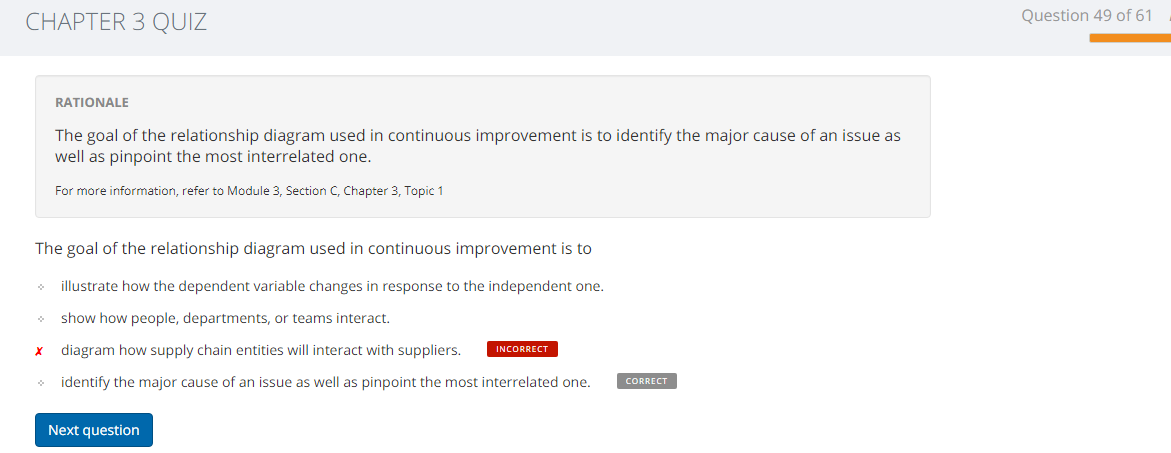 CHAPTER 3 QUIZ
Question 49 of 61
RATIONALE
The goal of the relationship diagram used in continuous improvement is to identify the major cause of an issue as
well as pinpoint the most interrelated one.
For more information, refer to Module 3, Section C, Chapter 3, Topic 1
The goal of the relationship diagram used in continuous improvement is to
illustrate how the dependent variable changes in response to the independent one.
show how people, departments, or teams interact.
✗ diagram how supply chain entities will interact with suppliers. INCORRECT
identify the major cause of an issue as well as pinpoint the most interrelated one. CORRECT
Next question